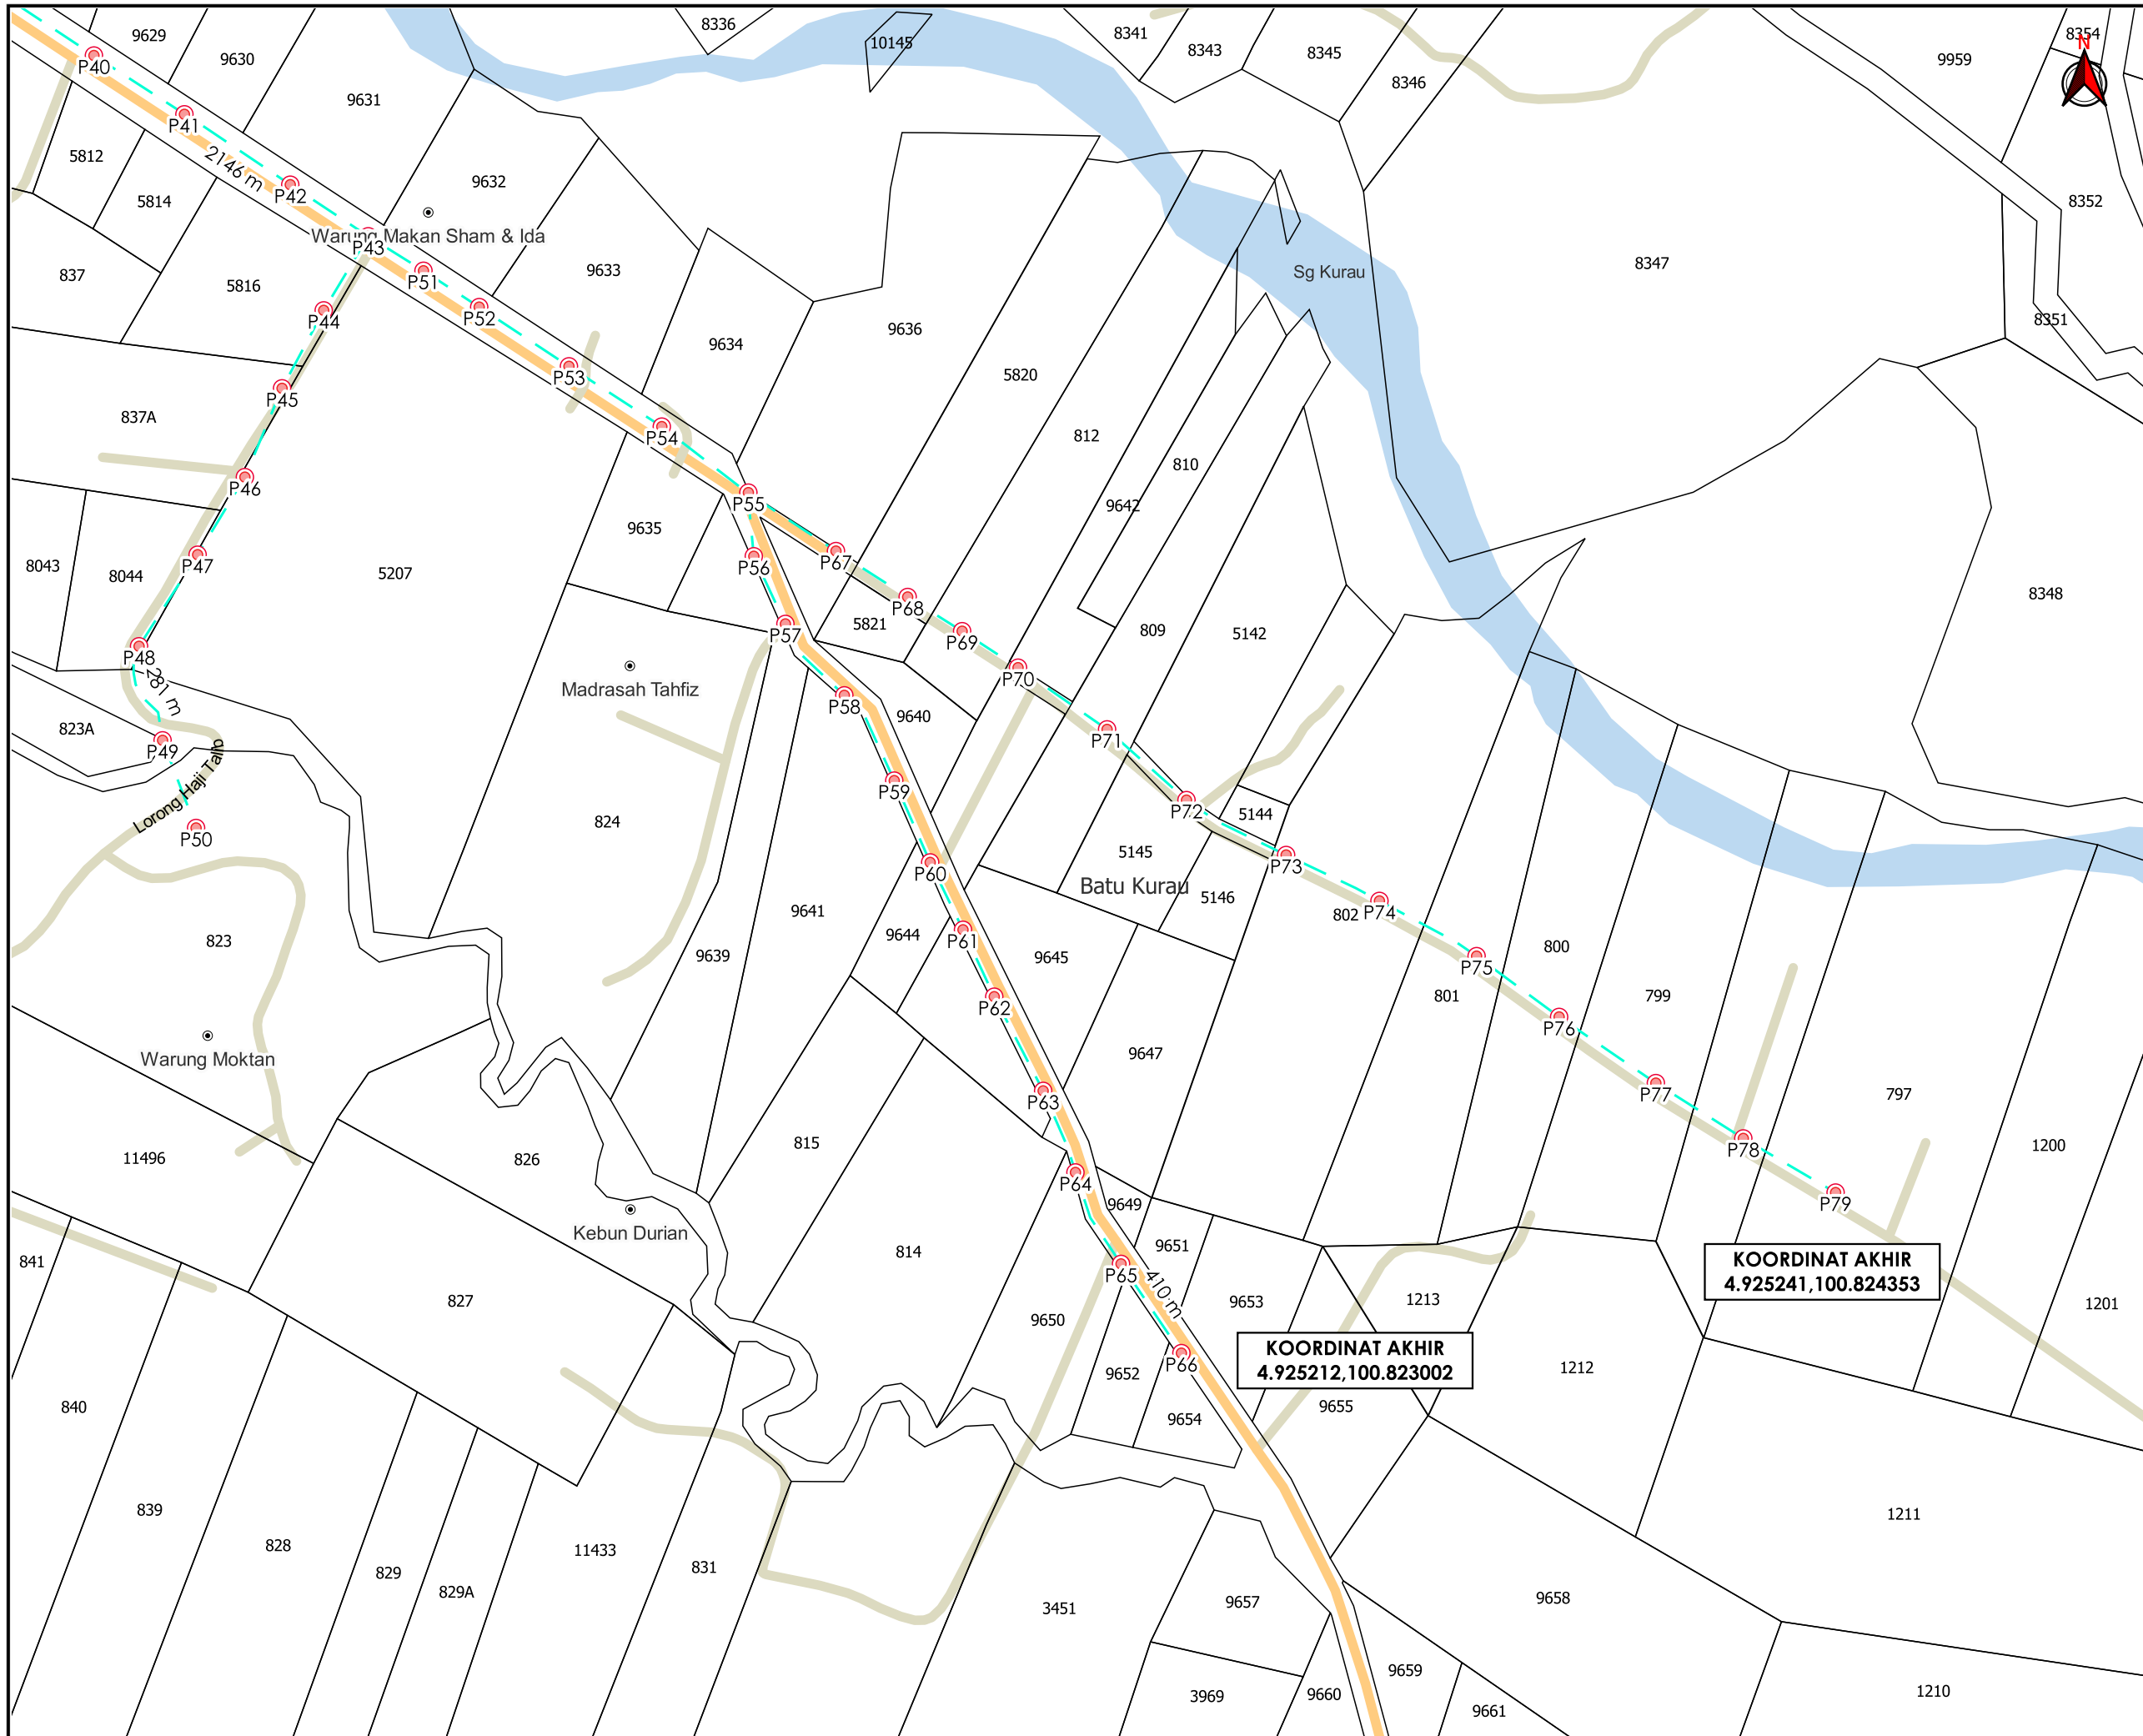 9629
9630
8336
10145
8341
8343
8345
8346
9959
8354
N
P40
P41
9631
5812
2146 m
P42
5814
9632
8352
Warung Makan Sham & Ida
P43
837
5816
P51
9633
Sg Kurau
8347
P44
P52
8351
9634
9636
P53
5820
P45
837A
P54
812
810
P46
P55
9642
9635
8043
8044
P47
5207
P56
P67
8348
P68
5821
P57
P69
809
5142
P48
281 m
Madrasah Tahfiz
P70
P58
9640
823A
P49
P71
Lorong Haji Talib
P59
P72
5144
P50
824
5145
P73
P60
Batu Kurau
5146
9641
802
P74
823
9644
P61
9639
9645
P75
800
801
799
P62
P76
Warung Moktan
9647
P63
P77
797
815
P78
1200
11496
826
P64
9649
P79
Kebun Durian
814
9651
841
P65
KOORDINAT AKHIR
4.925241,100.824353
410 m
827
9653
1213
1201
9650
KOORDINAT AKHIR
4.925212,100.823002
P66
9652
1212
840
9654
9655
839
828
11433
831
829
829A
1211
3451
9657
9658
9659
3969
9660
9661
1210